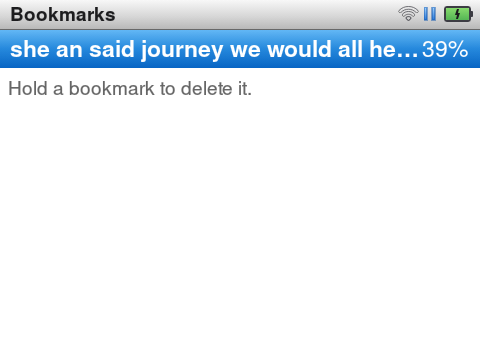 Bookmarks
she an said journey we would all he... 39%
Hold a bookmark to delete it.